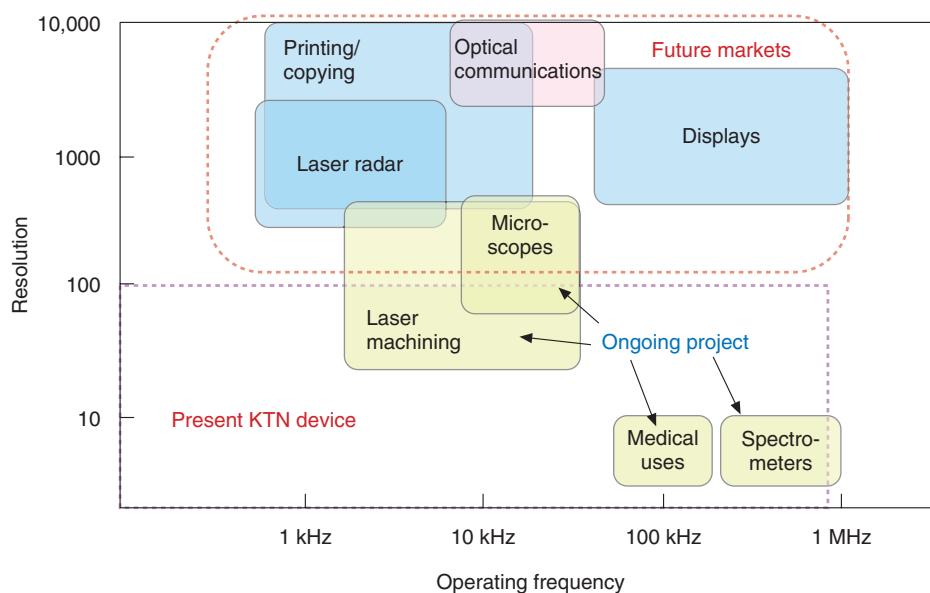 10,000
1000
100
10
Resolution
Printing/
copying
Optical
communications
Future markets
Laser radar
Displays
Micro-
scopes
Laser
machining
Ongoing project
Present KTN device
Medical
uses
Spectro-
meters
1 kHz
10 kHz
100 kHz
1 MHz
Operating frequency